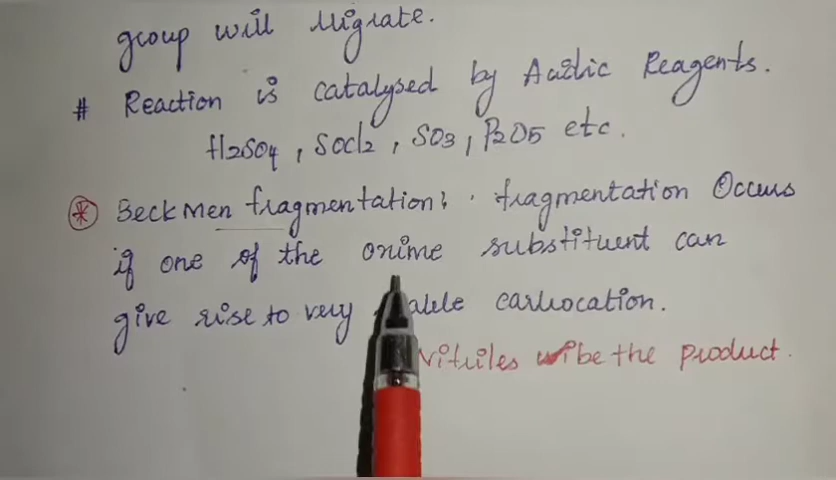 group will Migrate.
# Reaction is catalysed by Acidic Reagents.
H2SO4, SOCl2, SO3, P2O5 etc.
* Beckmen fragmentation: fragmentation Occurs
if one of the oxime substituent can
give rise to very carbocation.
Nitriles wibe the product.